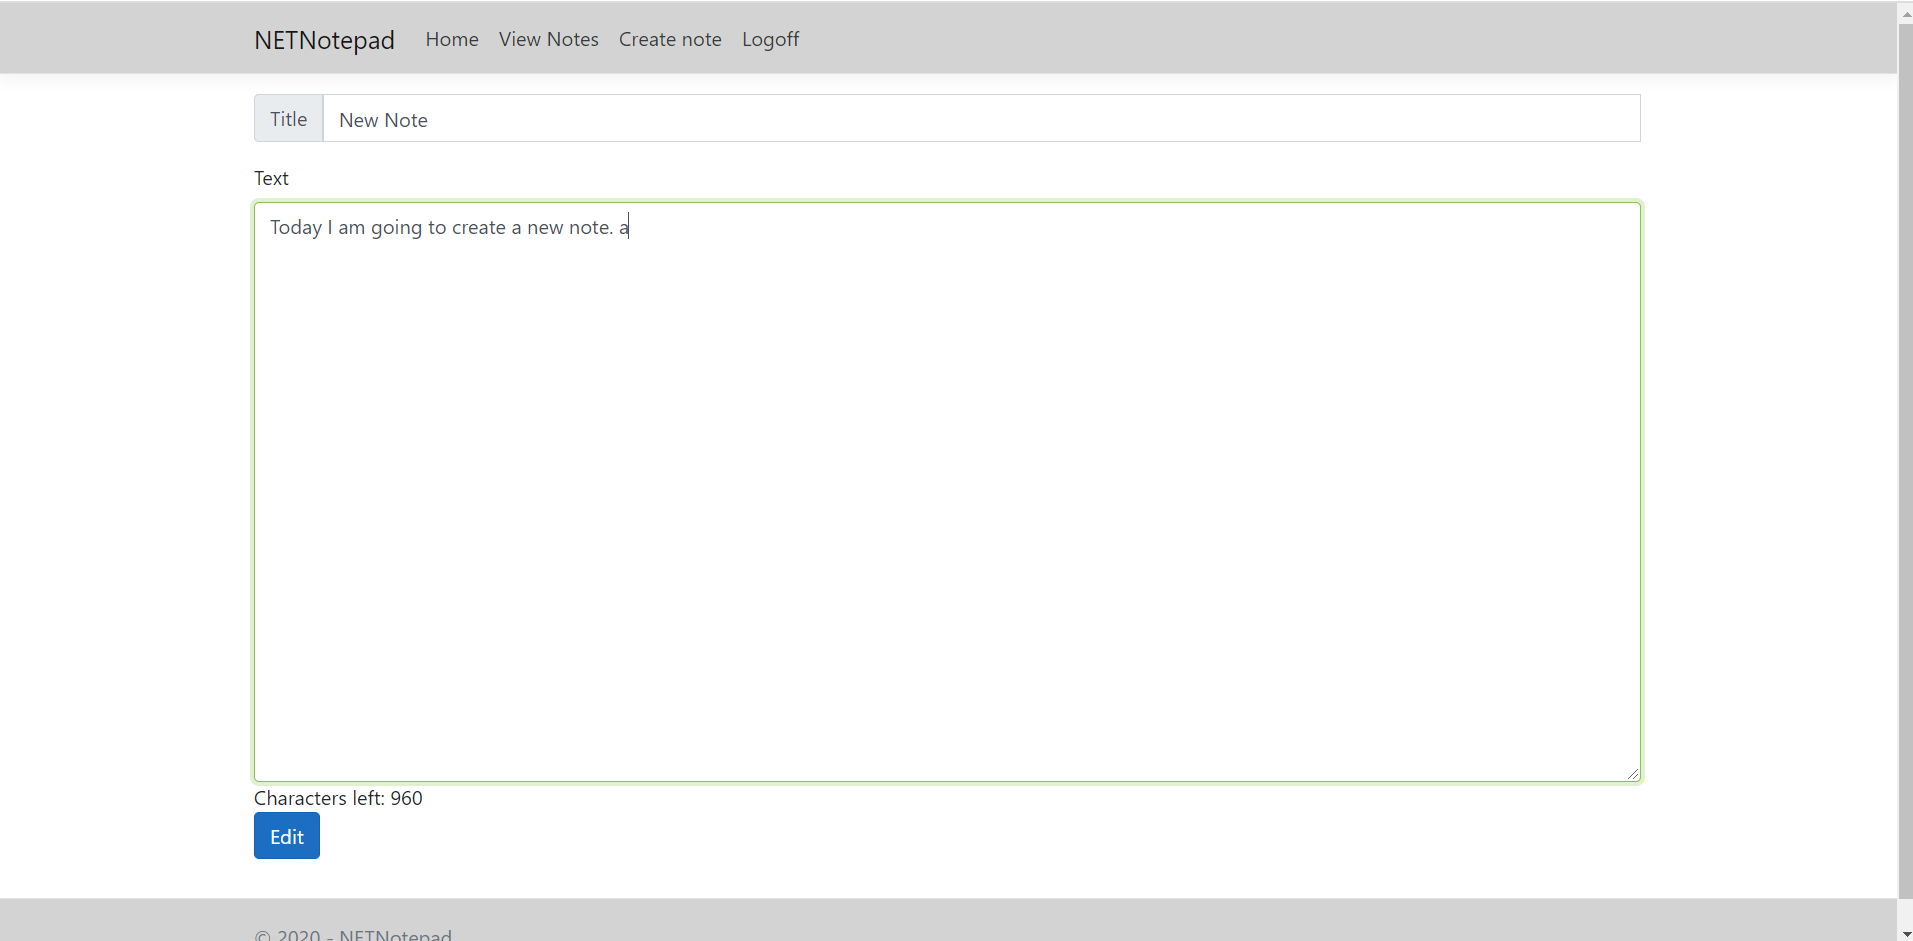 NETNotepad Home View Notes Create note Logoff
Title New Note
Text
Today I am going to create a new note. a
Characters left: 960
Edit
© 2020 - NETNotepad